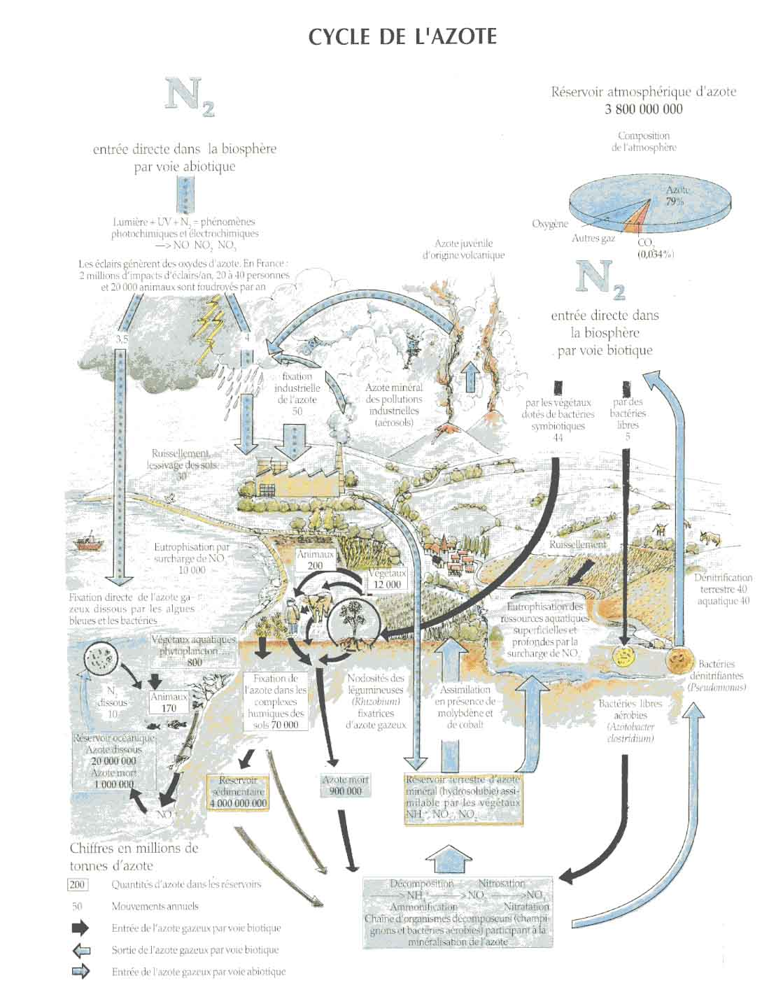 CYCLE DE L'AZOTE
N2
entrée directe dans la biosphère
par voie abiotique
Lumière + UV + N2 = phénomènes
photochimiques et électrochimiques
—> NO NO2 NO3
Les éclairs génèrent des oxydes d'azote. En France :
2 millions d'impacts d'éclairs/an, 20 à 40 personnes
et 20 000 animaux sont foudroyés par an
3,5
4
Réservoir atmosphérique d'azote
3 800 000 000
Composition
de l'atmosphère
Azote
79%
Oxygène
Autres gaz
CO2
(0,034%)
Azote juvénile
d'origine volcanique
N2
entrée directe dans
la biosphère
par voie biotique
fixation
industrielle
de l'azote
50
Azote minéral
des pollutions
industrielles
(aérosols)
par les végétaux
dotés de bactéries
symbiotiques
44
par des
bactéries
libres
5
Ruissellement,
lessivage des sols
30
Eutrophisation par
surcharge de NO
10 000
Animaux
200
Végétaux
12 000
Ruissellement
Dénitrification
terrestre 40
aquatique 40
Fixation directe de l'azote ga-
zeux dissous par les algues
bleues et les bactéries
Eutrophisation des
ressources aquatiques
superficielles et
profondes par la
surcharge de NO
Végétaux aquatiques,
phytoplancton ...
800
N2
dissous
10
Animaux
170
Fixation de
l'azote dans les
complexes
humiques des
sols 70 000
Nodosités des
légumineuses
(Rhizobium)
fixatrices
d'azote gazeux
Assimilation
en présence de
molybdène et
de cobalt
Bactéries
dénitrifiantes
(Pseudomonus)
Bactéries libres
aérobies
(Azotobacter
clostridium)
Réservoir océanique
Azote dissous
20 000 000
Azote mort
1 000 000
NO
Réservoir
sédimentaire
4 000 000 000
Azote mort
900 000
Réservoir terrestre d'azote
minéral (hydrosoluble) assi-
milable par les végétaux
NH4+, NO3, NO2
Décomposition Nitrosation
——>NH4+——>NO2——>NO3
Ammonification Nitratation
Chaîne d'organismes décomposeurs (champi-
gnons et bactéries aérobies) participant à la
minéralisation de l'azote
Chiffres en millions de
tonnes d'azote
200 Quantités d'azote dans les réservoirs
50 Mouvements annuels
Entrée de l'azote gazeux par voie biotique
Sortie de l'azote gazeux par voie biotique
Entrée de l'azote gazeux par voie abiotique